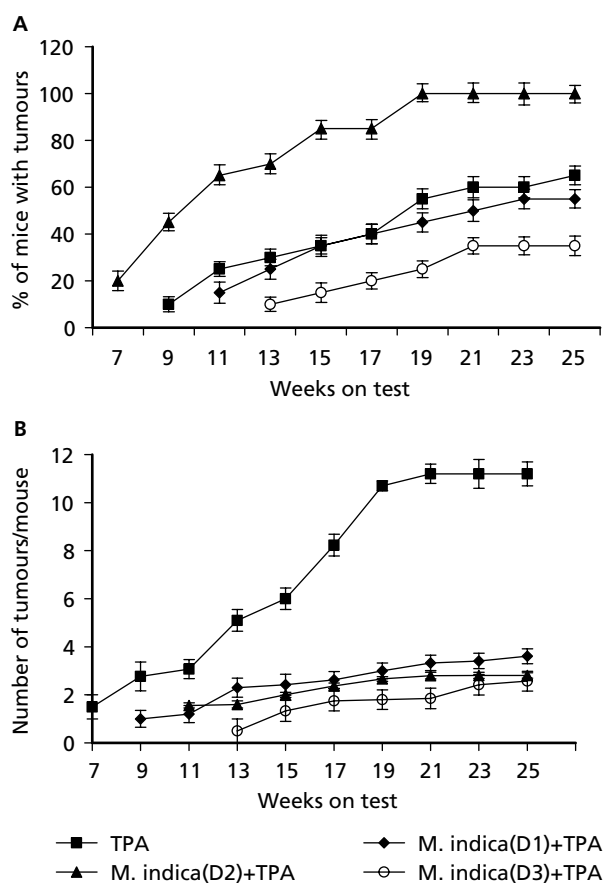 A
% of mice with tumours
120
100
80
60
40
20
0
7 9 11 13 15 17 19 21 23 25
Weeks on test
B
Number of tumours/mouse
12
10
8
6
4
2
0
7 9 11 13 15 17 19 21 23 25
Weeks on test
TPA M. indica(D1)+TPA
M. indica(D2)+TPA M. indica(D3)+TPA